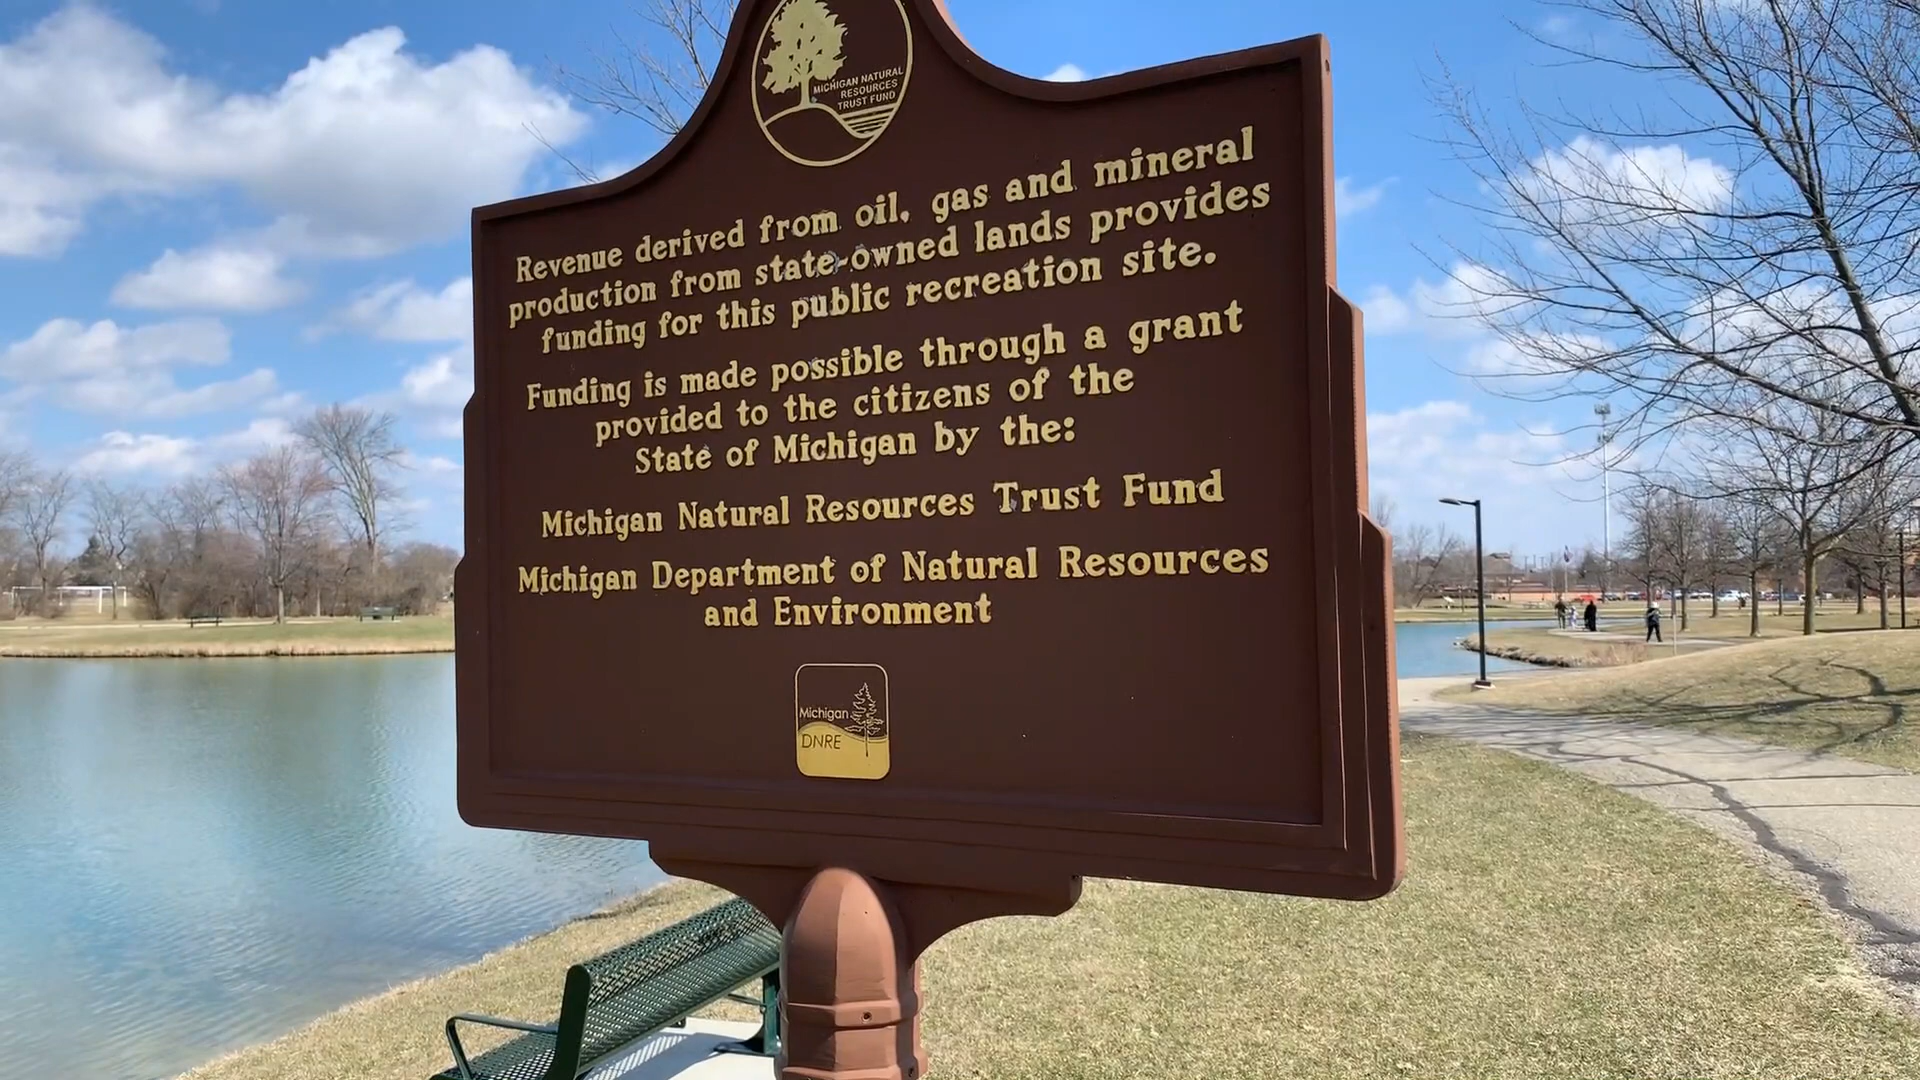 MICHIGAN NATURAL
RESOURCES
TRUST FUND
Revenue derived from oil, gas and mineral
production from state-owned lands provides
funding for this public recreation site.
Funding is made possible through a grant
provided to the citizens of the
State of Michigan by the:
Michigan Natural Resources Trust Fund
Michigan Department of Natural Resources
and Environment
Michigan
DNRE